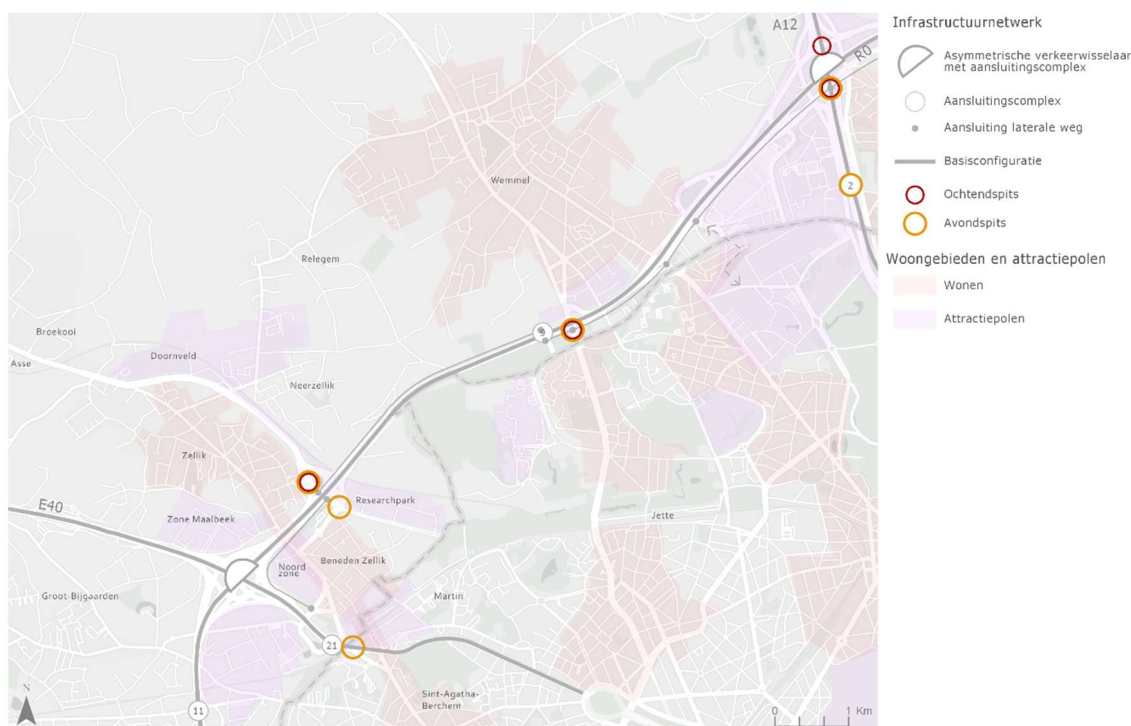 A12
R0
2
Wemmel
Relegem
Broekooi
Asse
Doornveld
Neerzellik
9
Zellik
E40
Researchpark
Zone Maalbeek
Jette
Noord
zone
Beneden Zellik
Groot-Bijgaarden
Martin
21
Sint-Agatha-
Berchem
11
N
0 1 Km
Infrastructuurnetwerk
Asymmetrische verkeerwisselaar
met aansluitingscomplex
Aansluitingscomplex
Aansluiting laterale weg
Basisconfiguratie
Ochtendspits
Avondspits
Woongebieden en attractiepolen
Wonen
Attractiepolen